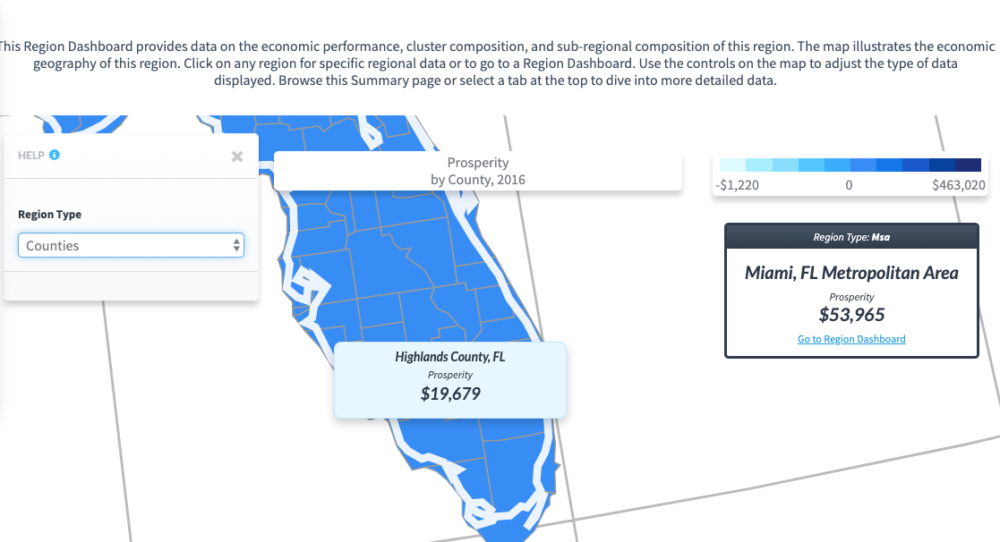 This Region Dashboard provides data on the economic performance, cluster composition, and sub-regional composition of this region. The map illustrates the economic
geography of this region. Click on any region for specific regional data or to go to a Region Dashboard. Use the controls on the map to adjust the type of data
displayed. Browse this Summary page or select a tab at the top to dive into more detailed data.
HELP
Region Type
Counties
Prosperity
by County, 2016
-$1,220 0 $463,020
Region Type: Msa
Miami, FL Metropolitan Area
Prosperity
$53,965
Go to Region Dashboard
Highlands County, FL
Prosperity
$19,679